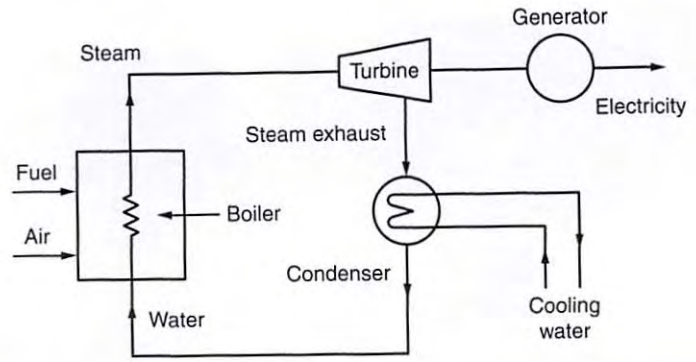 Generator
Steam
Turbine
Electricity
Steam exhaust
Fuel
Boiler
Air
Condenser
Cooling
water
Water